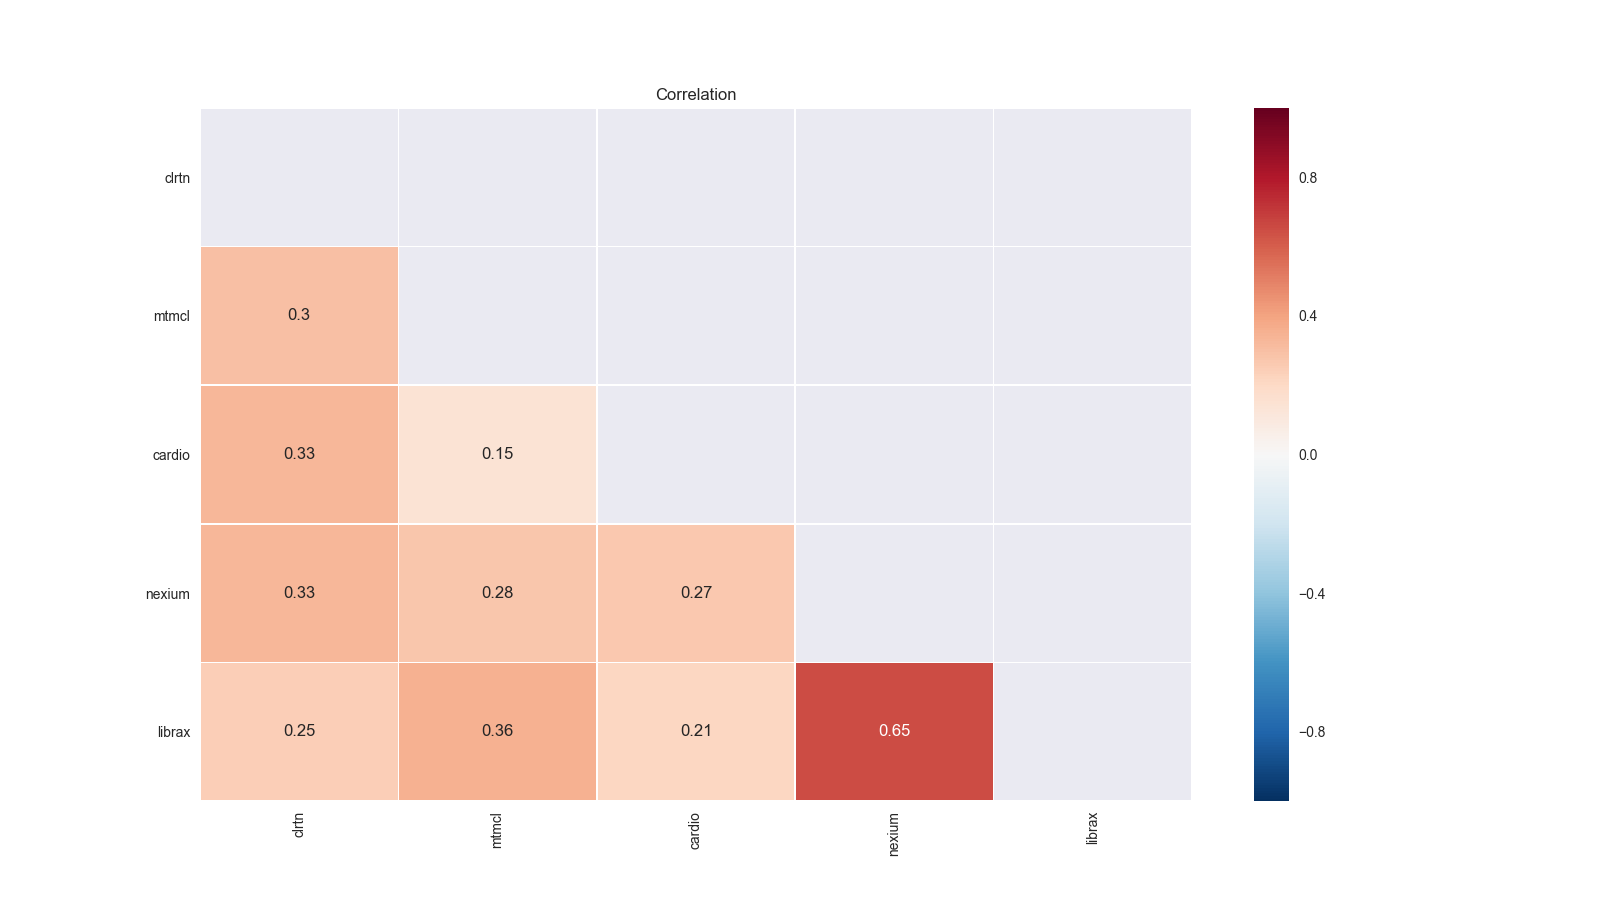 Correlation
clrtn
0.8
mtmcl
0.3
0.4
cardio
0.33
0.15
0.0
nexium
0.33
0.28
0.27
−0.4
librax
0.25
0.36
0.21
0.65
−0.8
clrtn
mtmcl
cardio
nexium
librax